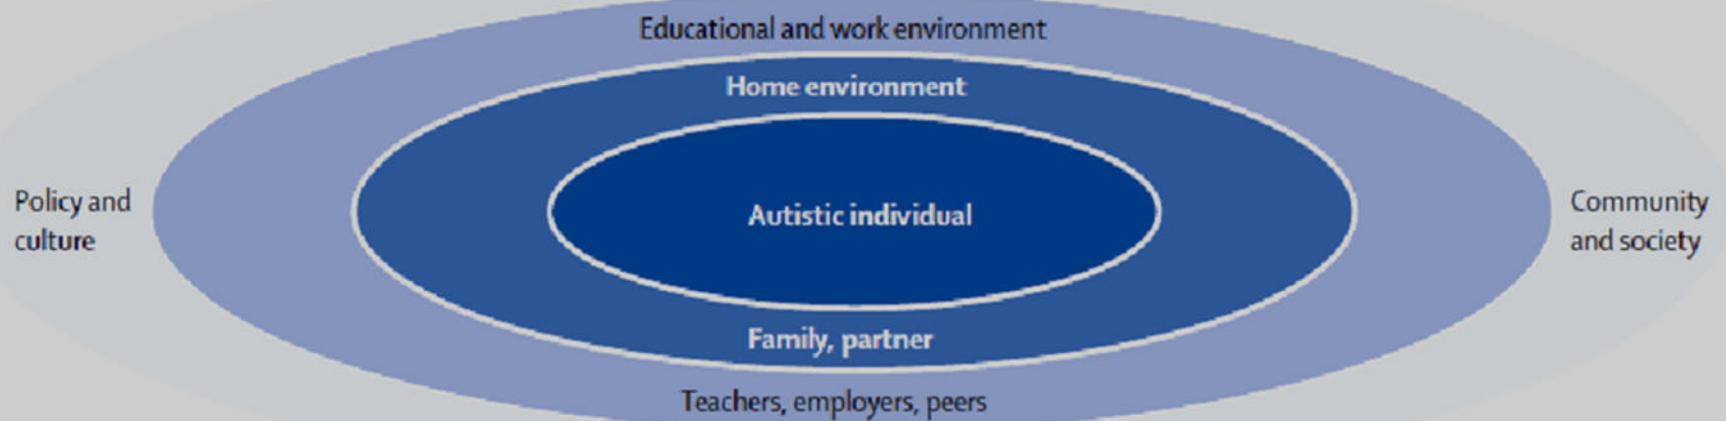 Educational and work environment
Home environment
Policy and
culture
Autistic individual
Community
and society
Family, partner
Teachers, employers, peers